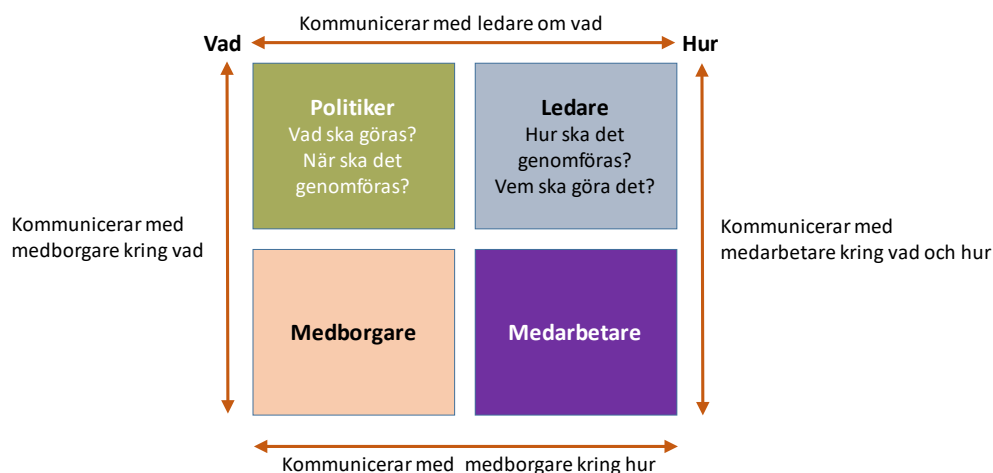 Kommunicerar med ledare om vad
Vad
Hur
Politiker
Vad ska göras?
När ska det
genomföras?
Ledare
Hur ska det
genomföras?
Vem ska göra det?
Kommunicerar med
medborgare kring vad
Kommunicerar med
medarbetare kring vad och hur
Medborgare
Medarbetare
Kommunicerar med medborgare kring hur